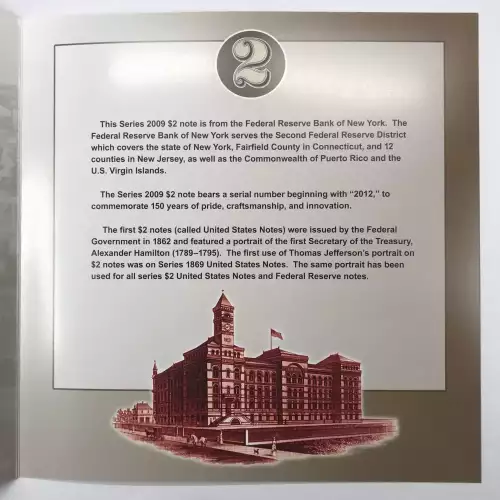 2
This Series 2009 $2 note is from the Federal Reserve Bank of New York. The
Federal Reserve Bank of New York serves the Second Federal Reserve District
which covers the state of New York, Fairfield County in Connecticut, and 12
counties in New Jersey, as well as the Commonwealth of Puerto Rico and the
U.S. Virgin Islands.
The Series 2009 $2 note bears a serial number beginning with “2012,” to
commemorate 150 years of pride, craftsmanship, and innovation.
The first $2 notes (called United States Notes) were issued by the Federal
Government in 1862 and featured a portrait of the first Secretary of the Treasury,
Alexander Hamilton (1789–1795). The first use of Thomas Jefferson’s portrait on
$2 notes was on Series 1869 United States Notes. The same portrait has been
used for all series $2 United States Notes and Federal Reserve notes.